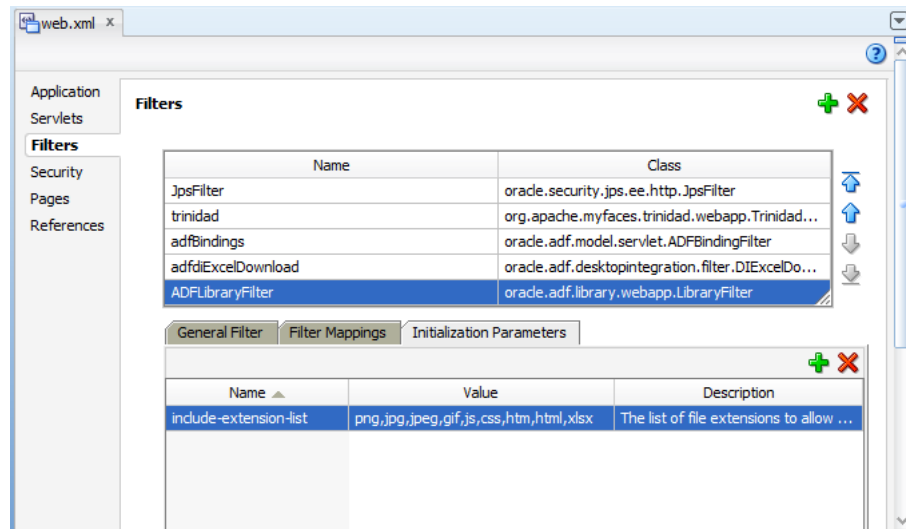 web.xml x
Application
Servlets
Filters
Security
Pages
References
Filters
Name Class
JpsFilter oracle.security.jps.ee.http.JpsFilter
trinidad org.apache.myfaces.trinidad.webapp.Trinidad...
adfBindings oracle.adf.model.servlet.ADFBindingFilter
adfdiExcelDownload oracle.adf.desktopintegration.filter.DIExcelDo...
ADFLibraryFilter oracle.adf.library.webapp.LibraryFilter
General Filter Filter Mappings Initialization Parameters
Name Value Description
include-extension-list png,jpg,jpeg,gif,js,css,htm,html,xlsx The list of file extensions to allow ...